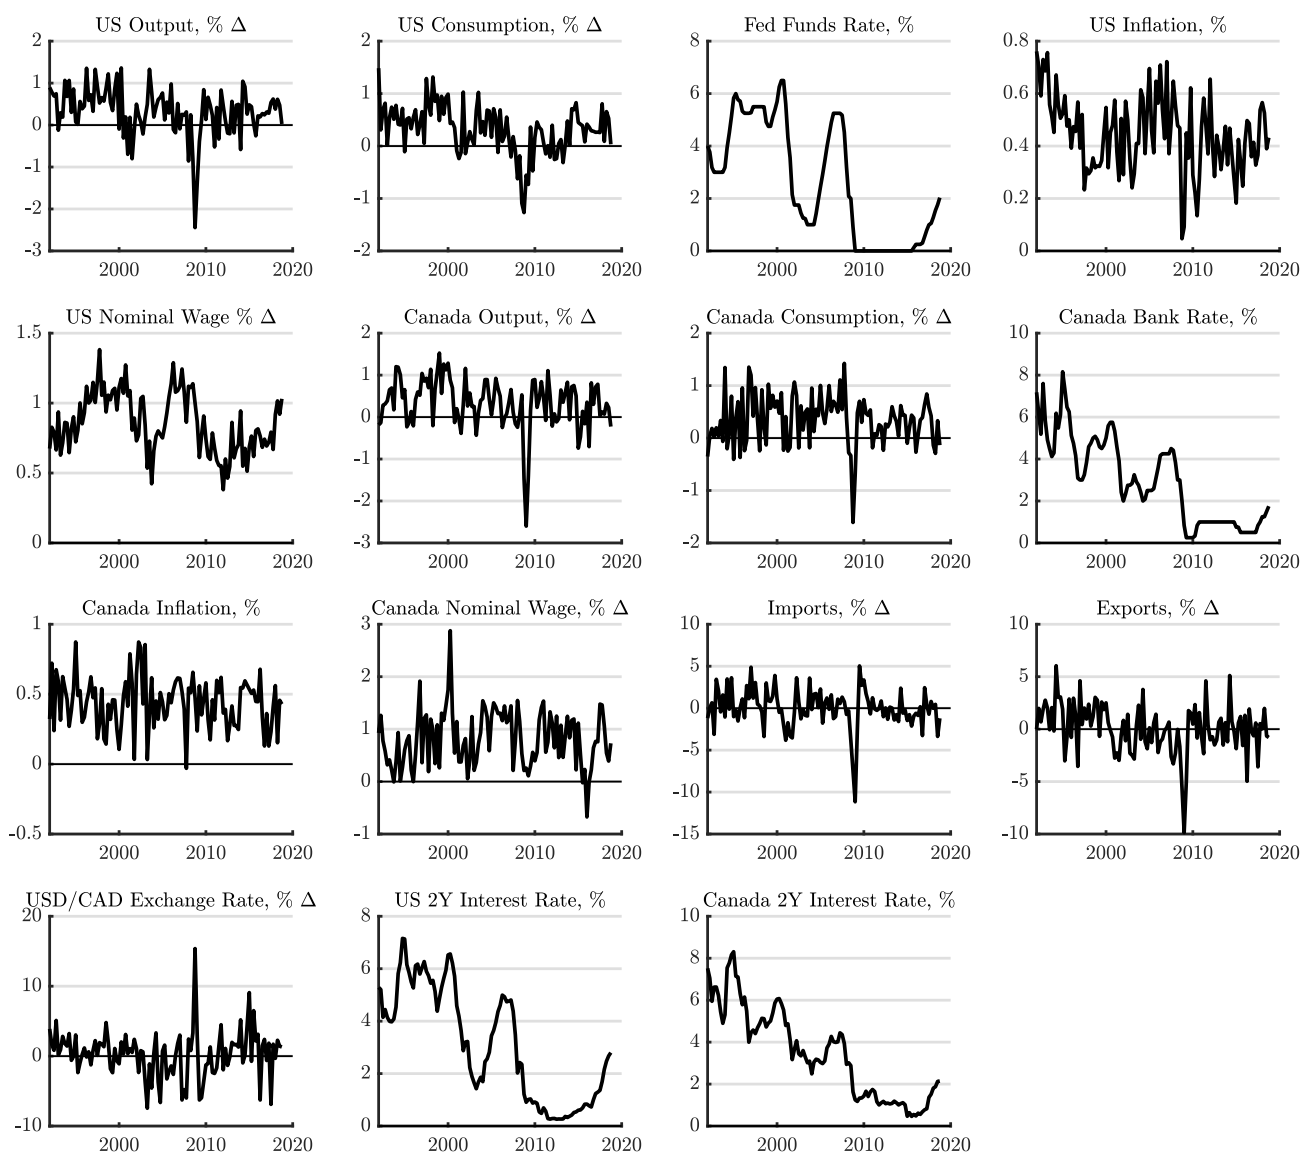 US Output, % Δ
2
1
0
-1
-2
-3
2000 2010 2020
US Consumption, % Δ
2
1
0
-1
-2
2000 2010 2020
Fed Funds Rate, %
8
6
4
2
0
2000 2010 2020
US Inflation, %
0.8
0.6
0.4
0.2
0
2000 2010 2020
US Nominal Wage % Δ
1.5
1
0.5
0
2000 2010 2020
Canada Output, % Δ
2
1
0
-1
-2
-3
2000 2010 2020
Canada Consumption, % Δ
2
1
0
-1
-2
2000 2010 2020
Canada Bank Rate, %
10
8
6
4
2
0
2000 2010 2020
Canada Inflation, %
1
0.5
0
-0.5
2000 2010 2020
Canada Nominal Wage, % Δ
3
2
1
0
-1
2000 2010 2020
Imports, % Δ
10
5
0
-5
-10
-15
2000 2010 2020
Exports, % Δ
10
5
0
-5
-10
2000 2010 2020
USD/CAD Exchange Rate, % Δ
20
10
0
-10
2000 2010 2020
US 2Y Interest Rate, %
8
6
4
2
0
2000 2010 2020
Canada 2Y Interest Rate, %
10
8
6
4
2
0
2000 2010 2020